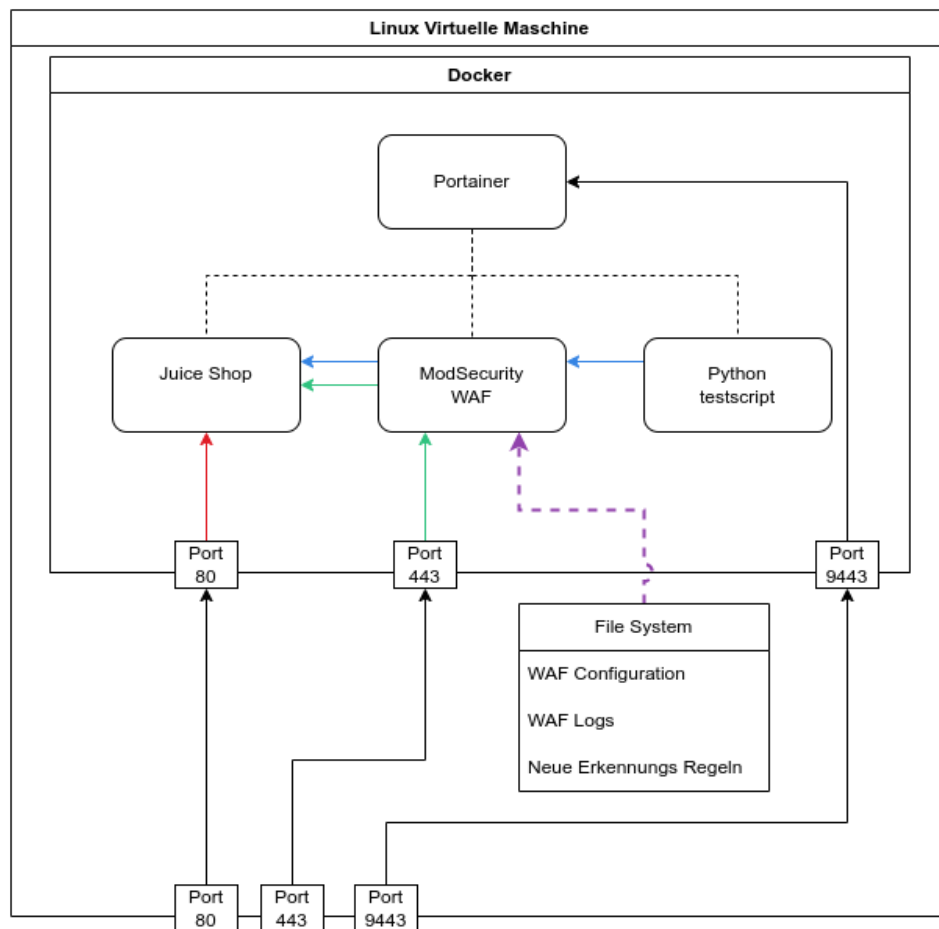 Linux Virtuelle Maschine
Docker
Portainer
Juice Shop
ModSecurity
WAF
Python
testscript
Port
80
Port
443
Port
9443
File System
WAF Configuration
WAF Logs
Neue Erkennungs Regeln
Port
80
Port
443
Port
9443